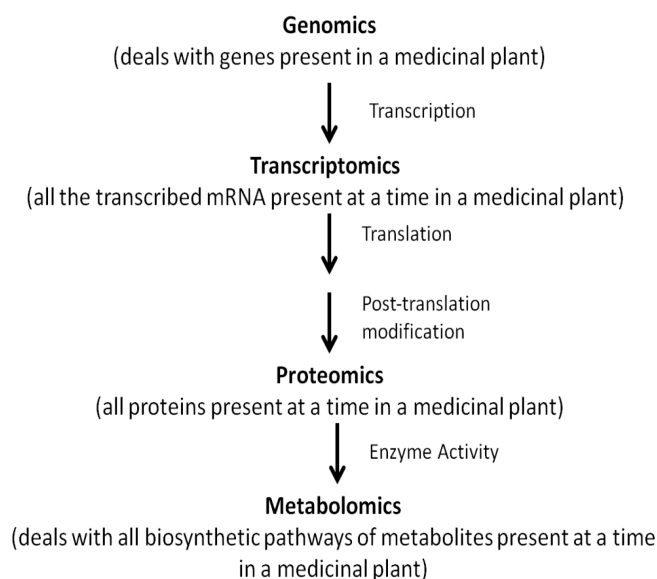 Genomics
(deals with genes present in a medicinal plant)
Transcription
Transcriptomics
(all the transcribed mRNA present at a time in a medicinal plant)
Translation
Post-translation
modification
Proteomics
(all proteins present at a time in a medicinal plant)
Enzyme Activity
Metabolomics
(deals with all biosynthetic pathways of metabolites present at a time
in a medicinal plant)